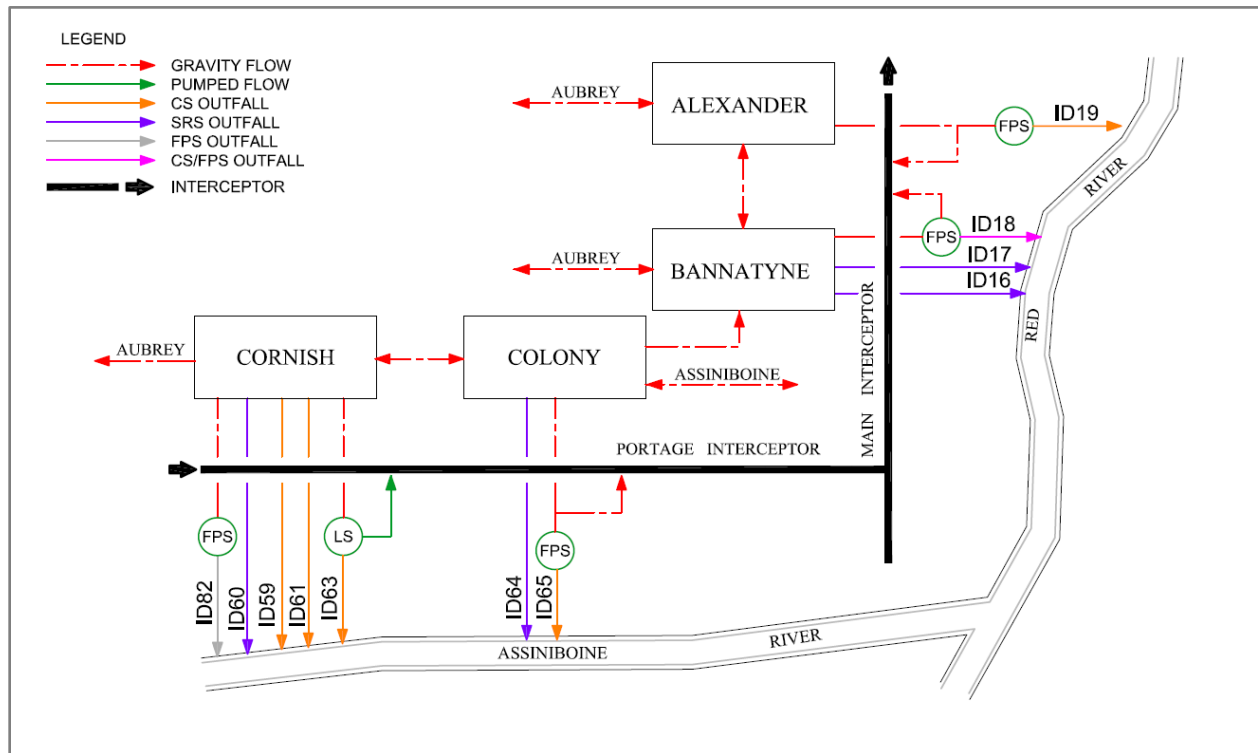 LEGEND
GRAVITY FLOW
PUMPED FLOW
CS OUTFALL
SRS OUTFALL
FPS OUTFALL
CS/FPS OUTFALL
INTERCEPTOR
AUBREY
ALEXANDER
FPS
ID19
RIVER
AUBREY
BANNATYNE
FPS
ID18
ID17
ID16
RED
MAIN INTERCEPTOR
AUBREY
CORNISH
COLONY
ASSINIBOINE
PORTAGE INTERCEPTOR
FPS
LS
FPS
ID82
ID60
ID59
ID61
ID63
ID64
ID65
ASSINIBOINE
RIVER